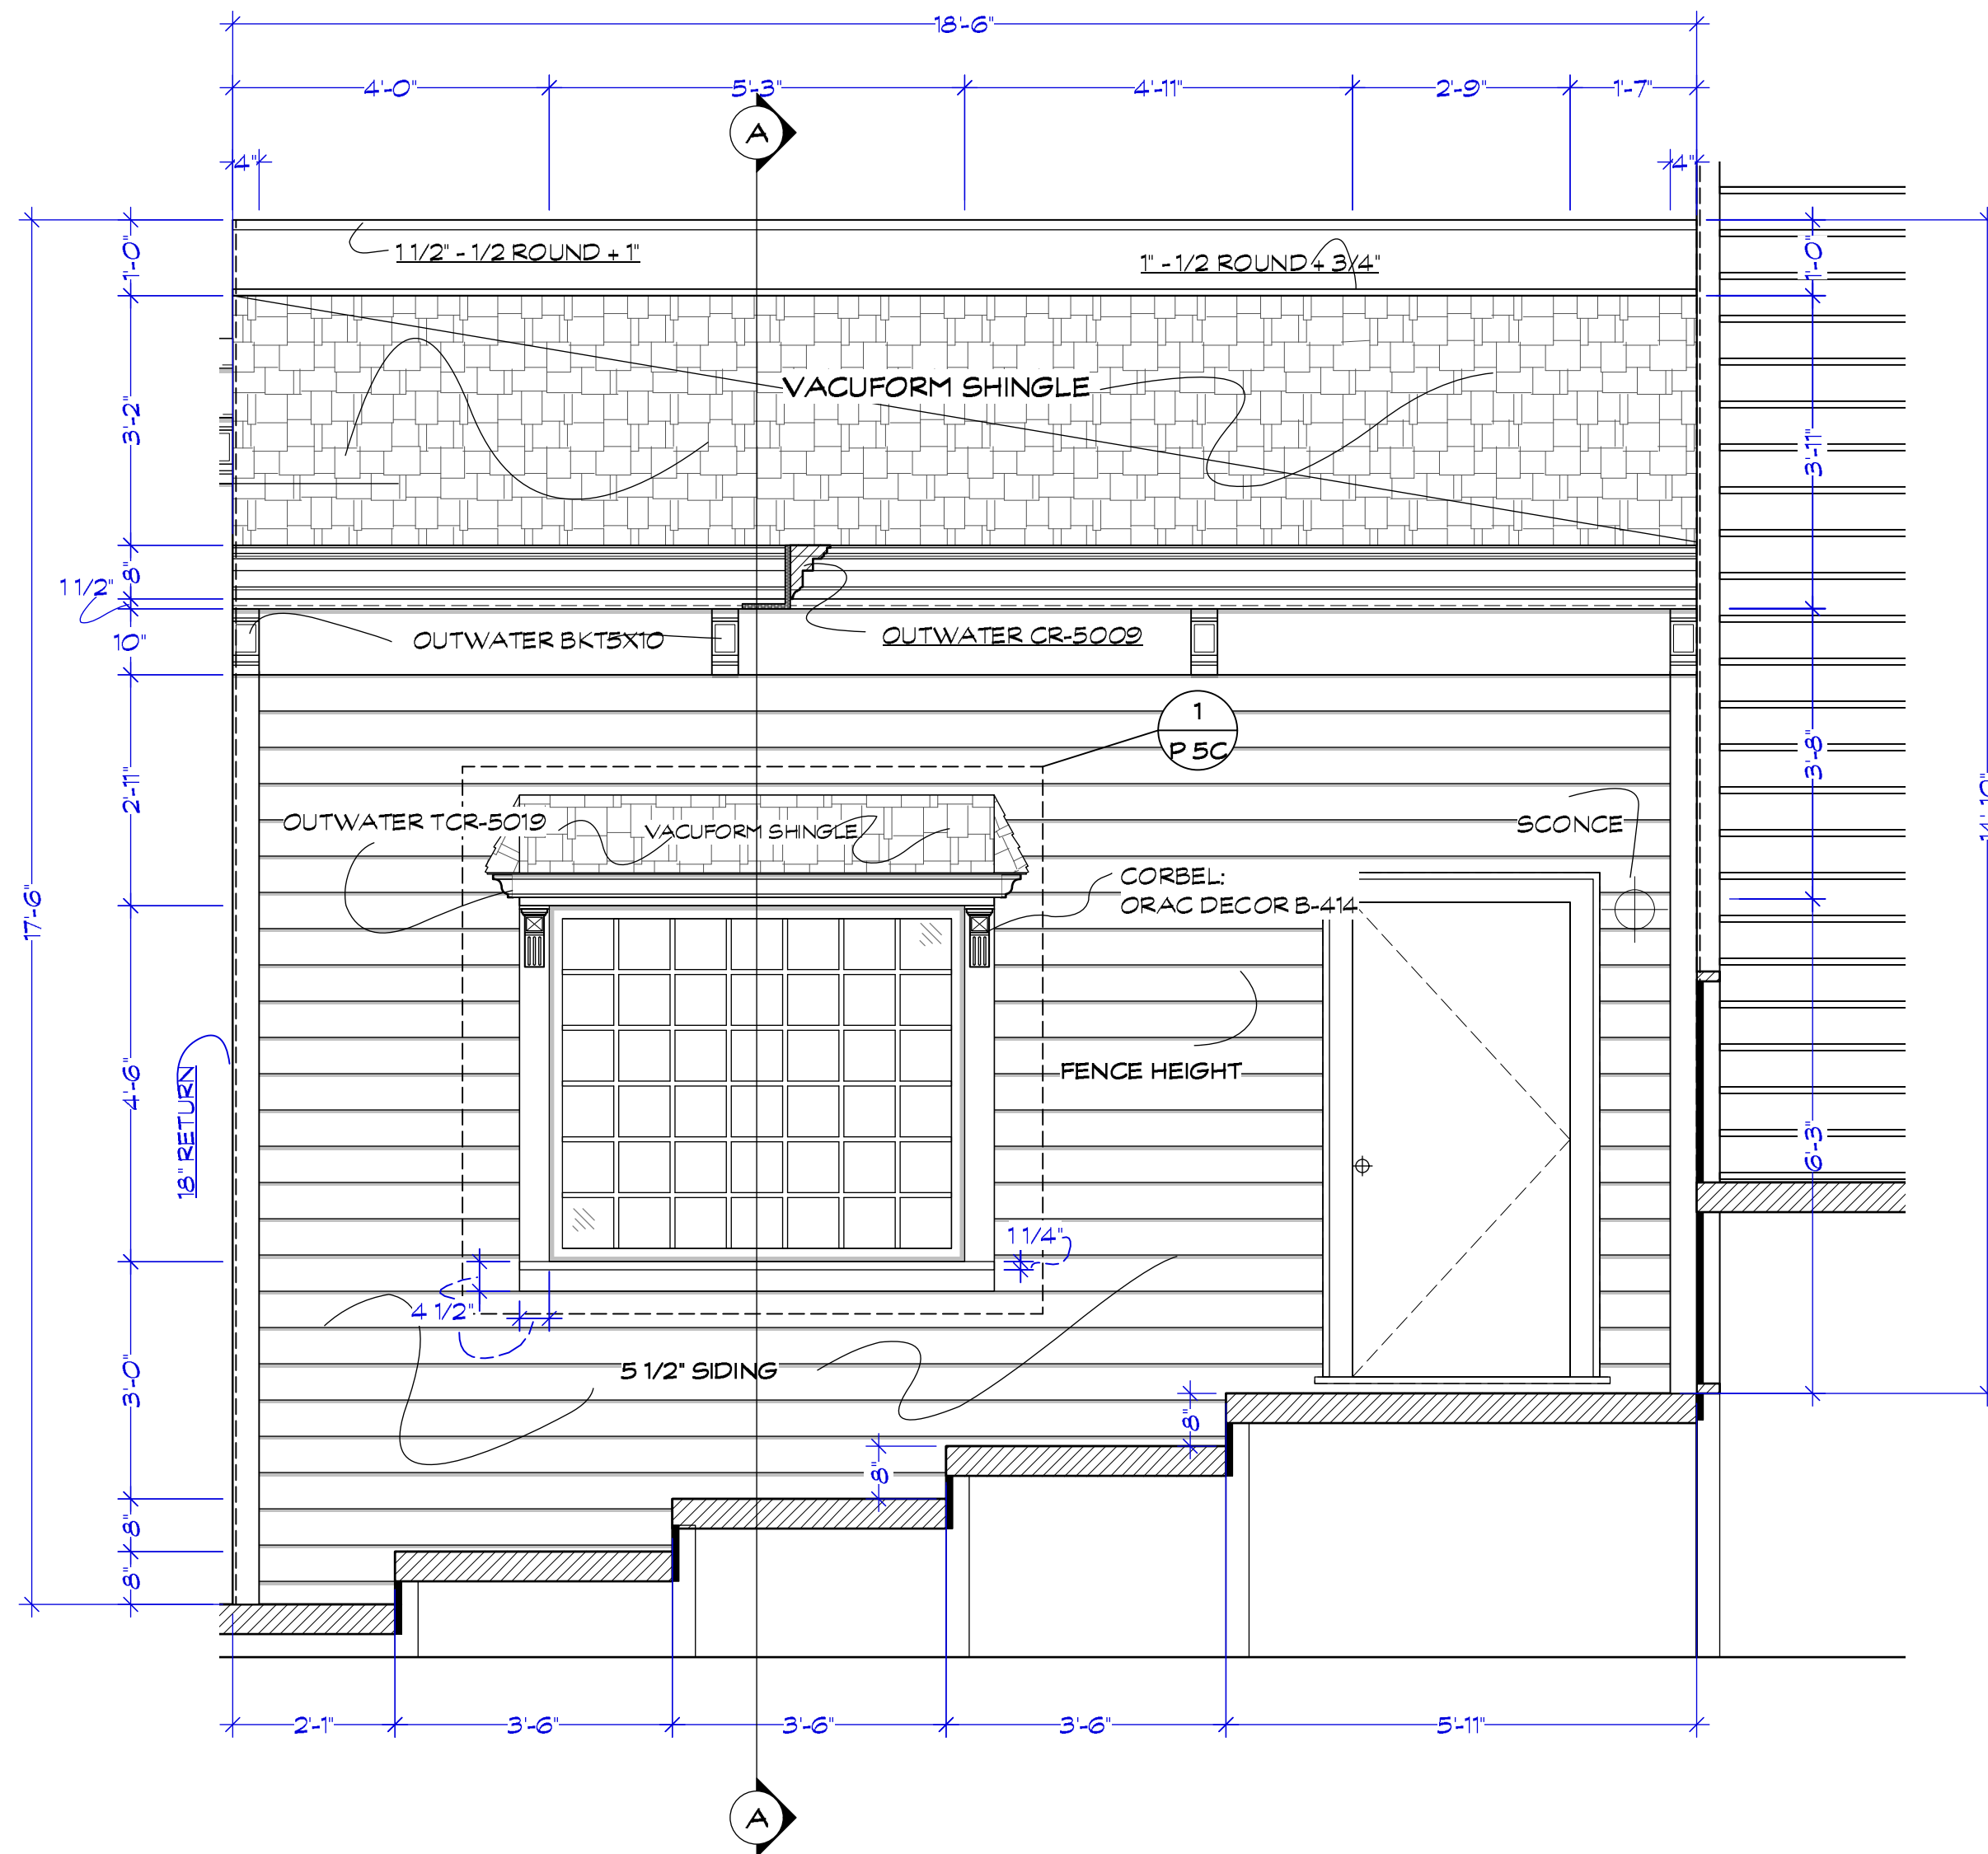 18'-6"
4'-0"
5'-3"
4'-11"
2'-9"
1'-7"
A
4"
4"
1 1/2" - 1/2 ROUND + 1"
1" - 1/2 ROUND + 3/4"
1'-0"
1'-0"
VACUFORM SHINGLE
3'-2"
3'-11"
8"
1 1/2"
10"
OUTWATER BKT5X10
OUTWATER CR-5009
1
P 5C
2'-11"
3'-8"
14'-10"
OUTWATER TCR-5019
VACUFORM SHINGLE
SCONCE
CORBEL:
ORAC DECOR B-414
17'-6"
4'-6"
FENCE HEIGHT
18" RETURN
6'-3"
1 1/4"
4 1/2"
5 1/2" SIDING
3'-0"
8"
8"
8"
8"
2'-1"
3'-6"
3'-6"
3'-6"
5'-11"
A